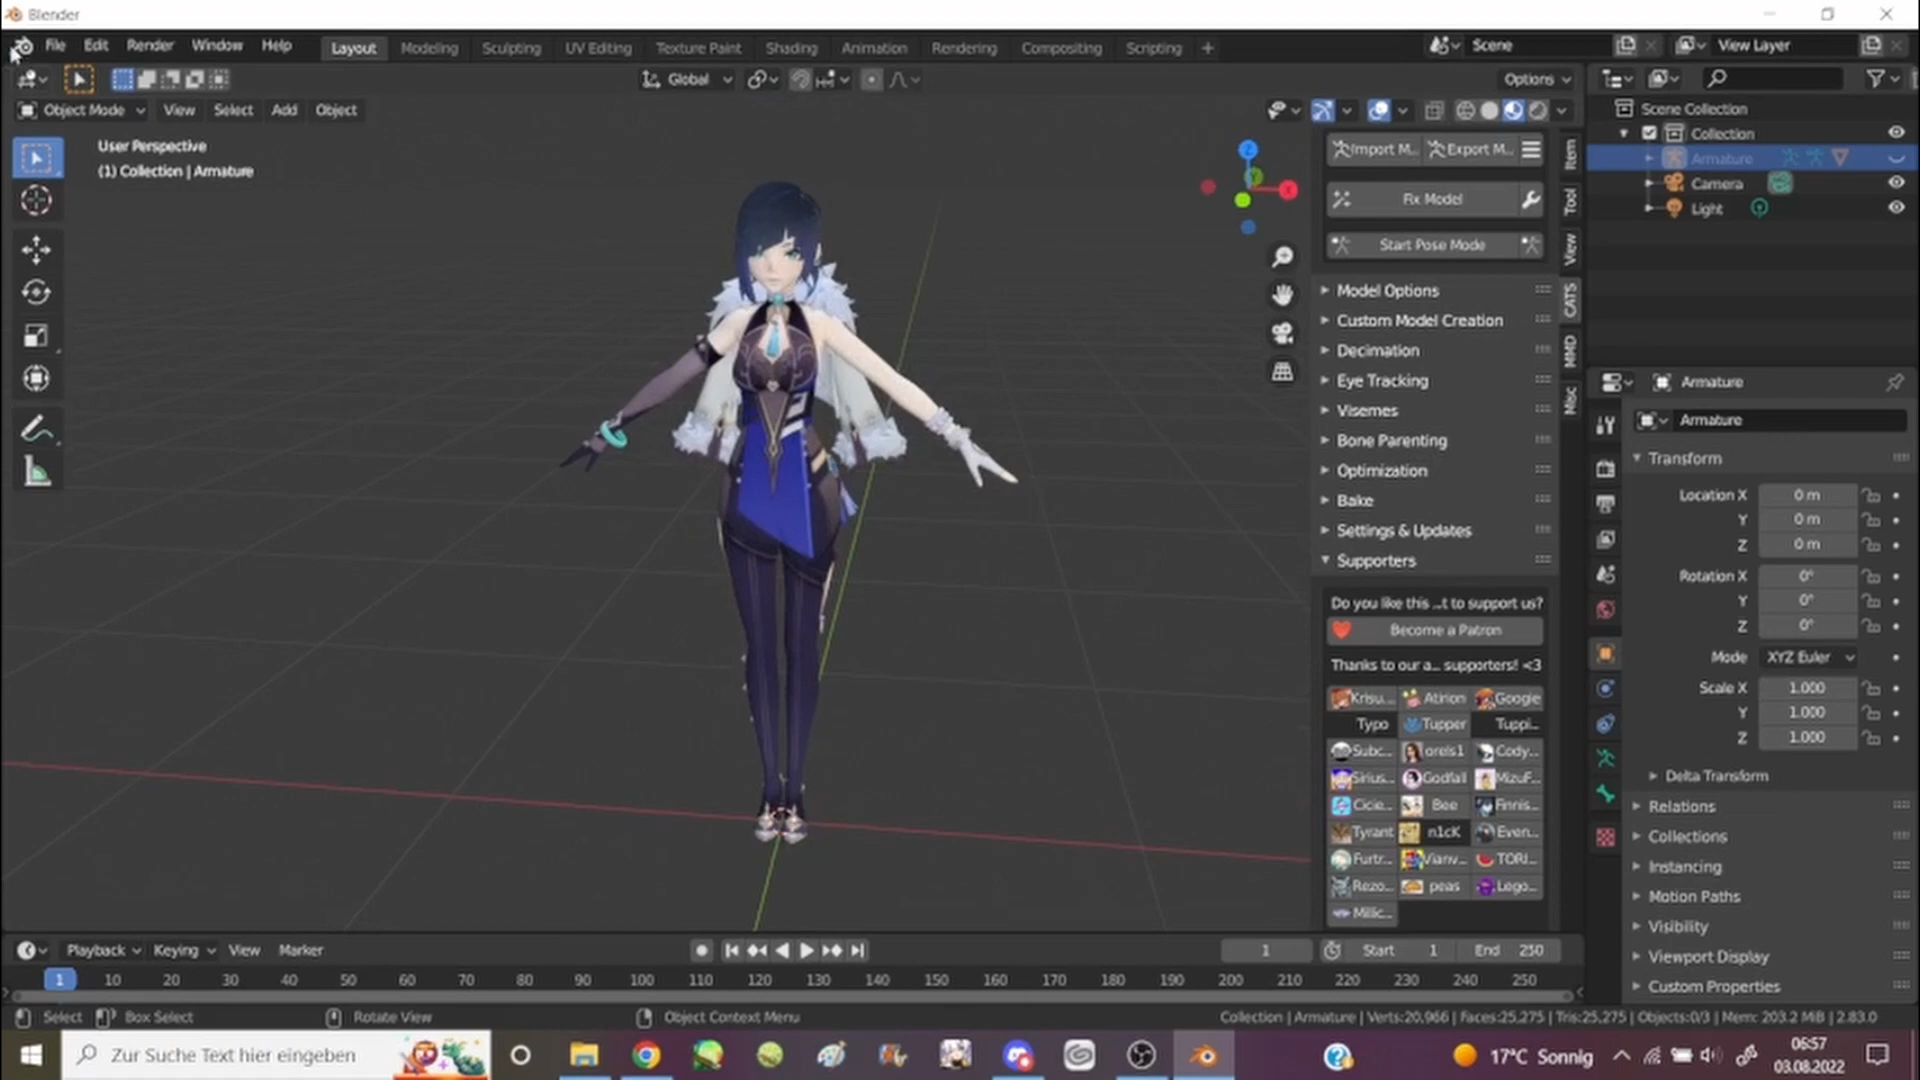 Blender
File Edit Render Window Help Layout Modeling Sculpting UV Editing Texture Paint Shading Animation Rendering Compositing Scripting + Scene View Layer
Global Options
Object Mode View Select Add Object
User Perspective
(1) Collection | Armature
Z
X
Import M... Export M...
Fix Model
Start Pose Mode
Model Options
Custom Model Creation
Decimation
Eye Tracking
Visemes
Bone Parenting
Optimization
Bake
Settings & Updates
Supporters
Do you like this ...t to support us?
Become a Patron
Thanks to our a... supporters! <3
Krisu... Atirion Googie
Typo Tupper Tuppi...
Subc... orels1 Cody...
Sirius... Godfall MizuF...
Cicie... Bee Finnis...
Tyrant n1cK Even...
Furtr... Vianv... TORI...
Rezo... peas Lego...
Millic...
Item
Tool
View
CATS
MMD
Misc
Scene Collection
Collection
Armature
Camera
Light
Armature
Armature
Transform
Location X 0 m
Y 0 m
Z 0 m
Rotation X 0°
Y 0°
Z 0°
Mode XYZ Euler
Scale X 1.000
Y 1.000
Z 1.000
Delta Transform
Relations
Collections
Instancing
Motion Paths
Visibility
Viewport Display
Custom Properties
Playback Keying View Marker 1 Start 1 End 250
1 10 20 30 40 50 60 70 80 90 100 110 120 130 140 150 160 170 180 190 200 210 220 230 240 250
Select Box Select Rotate View Object Context Menu Collection | Armature | Verts:20,966 | Faces:25,275 | Tris:25,275 | Objects:0/3 | Mem: 203.2 MiB | 2.83.0
Zur Suche Text hier eingeben 17°C Sonnig 06:57
03.08.2022